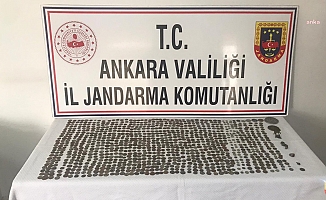 T.C.
ANKARA VALİLİĞİ
İL JANDARMA KOMUTANLIĞI